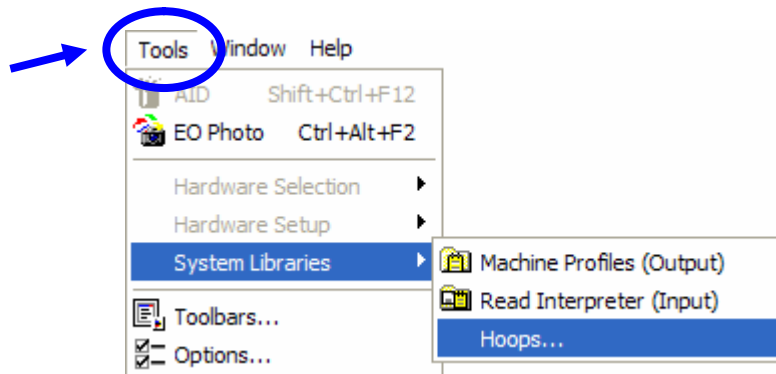 Tools Window Help
AID Shift+Ctrl+F12
EO Photo Ctrl+Alt+F2
Hardware Selection
Hardware Setup
System Libraries
Machine Profiles (Output)
Read Interpreter (Input)
Hoops...
Toolbars...
Options...